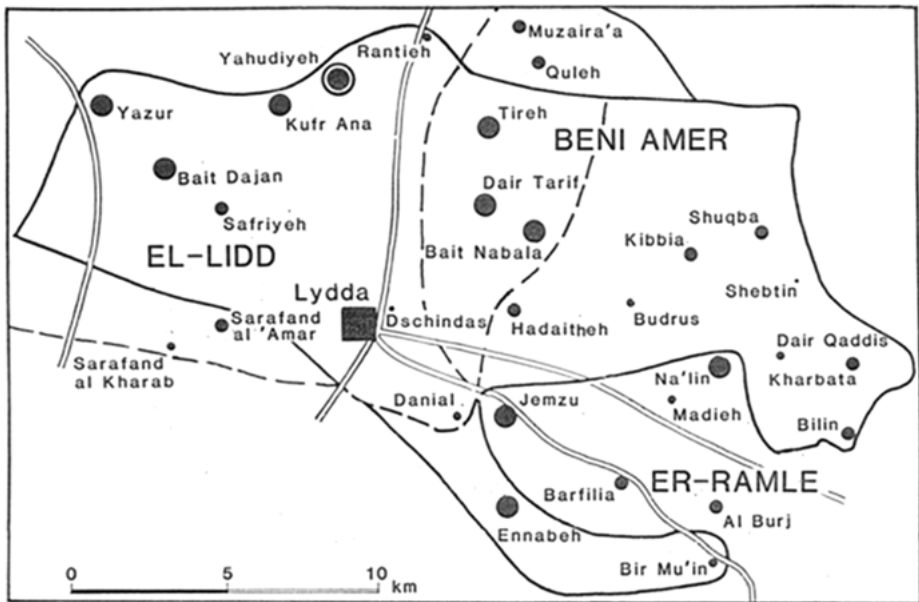 Muzaira'a
Rantieh
Yahudiyeh
Quleh
Yazur
Kufr Ana
Tireh
BENI AMER
Bait Dajan
Dair Tarif
Safriyeh
Shuqba
Kibbia
Bait Nabala
EL-LIDD
Lydda
Shebtin
Sarafand
al 'Amar
Dschindas
Hadaitheh
Budrus
Sarafand
al Kharab
Dair Qaddis
Kharbata
Na'lin
Danial
Jemzu
Madieh
Bilin
ER-RAMLE
Barfilia
Al Burj
Ennabeh
Bir Mu'in
0 5 10
km